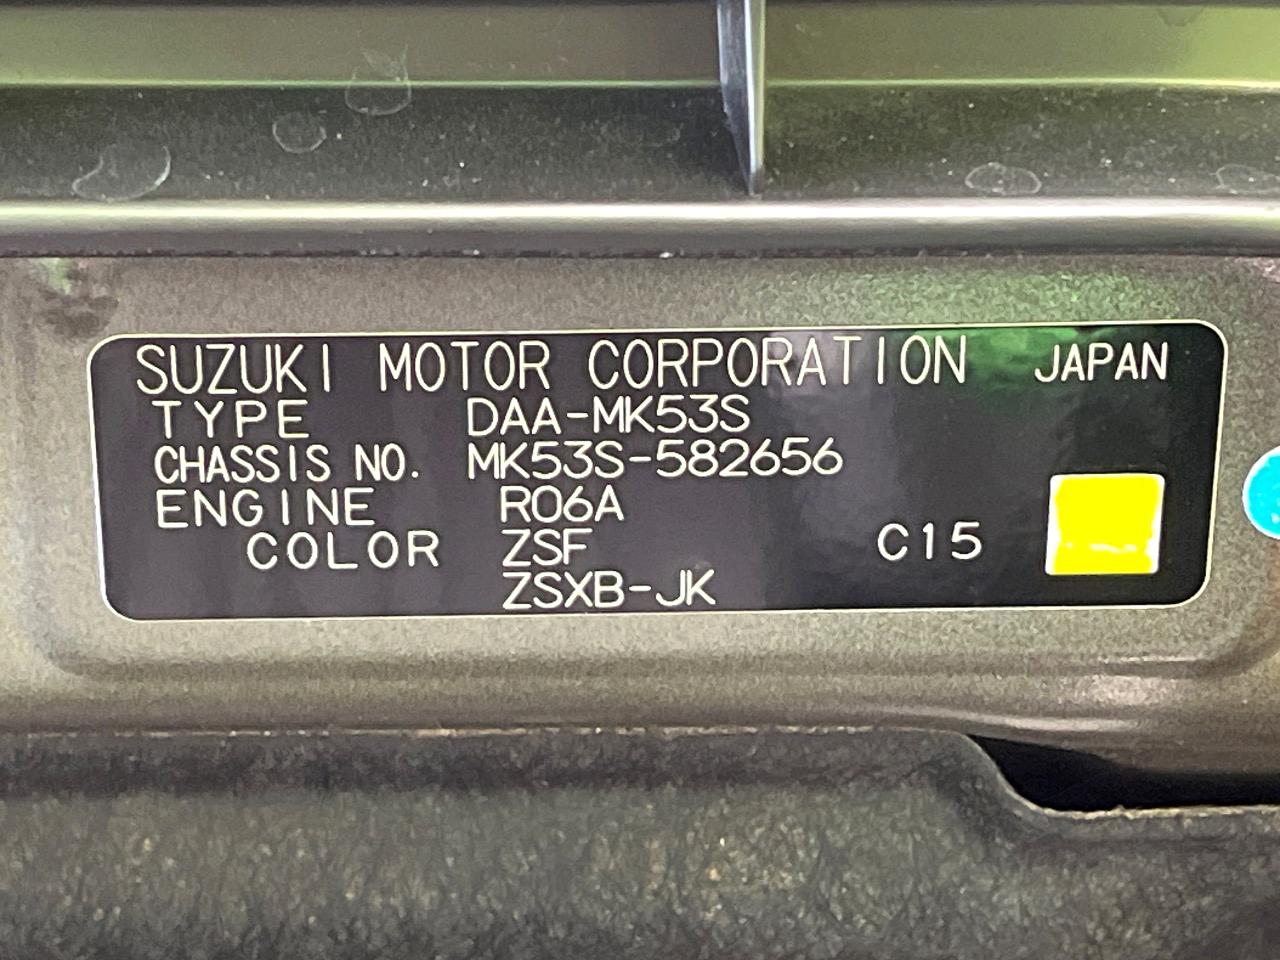 SUZUKI MOTOR CORPORATION JAPAN
TYPE DAA-MK53S
CHASSIS NO. MK53S-582656
ENGINE R06A
COLOR ZSF C15
ZSXB-JK